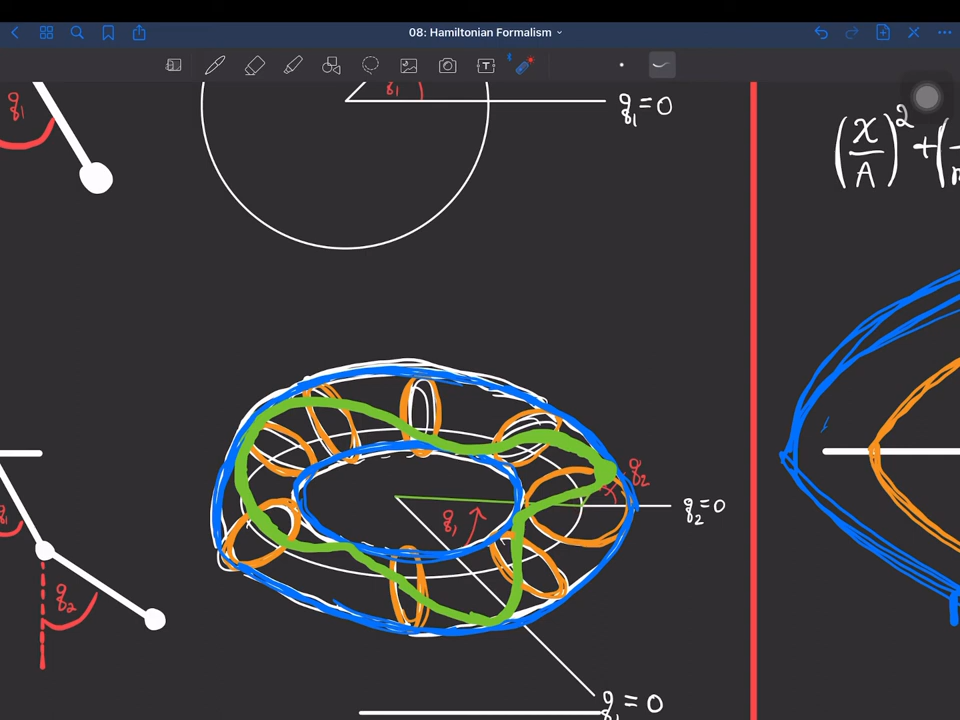 08: Hamiltonian Formalism
T
q₁
q₁
q₁=0
(x/A)² + (
q₂
q₂=0
q₁
q₁
q₂
q₁=0